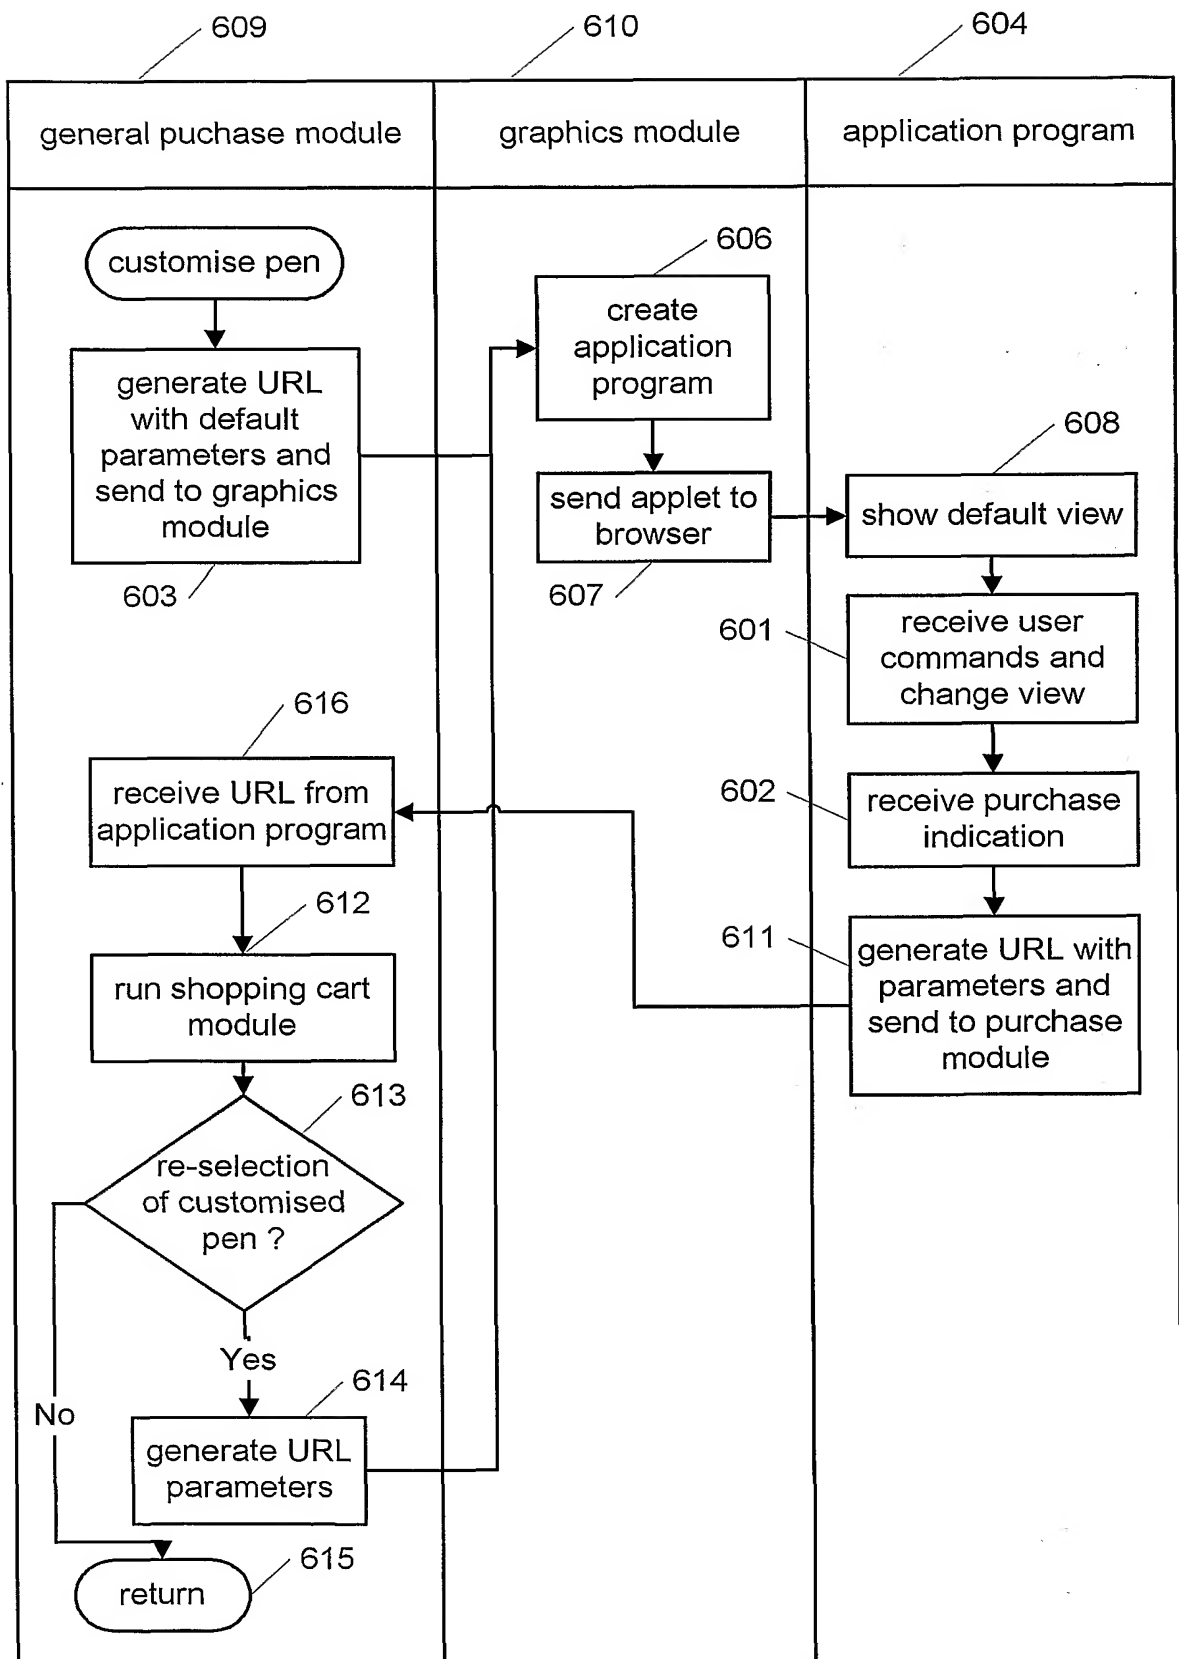 609
610
604
general puchase module
graphics module
application program
customise pen
generate URL
with default
parameters and
send to graphics
module
603
606
create
application
program
send applet to
browser
607
608
show default view
601
receive user
commands and
change view
602
receive purchase
indication
611
generate URL with
parameters and
send to purchase
module
616
receive URL from
application program
612
run shopping cart
module
613
re-selection
of customised
pen ?
Yes
No
614
generate URL
parameters
615
return